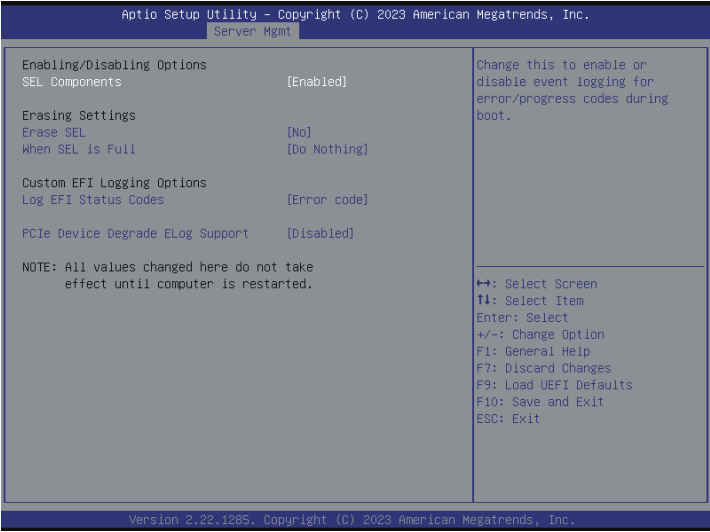 Aptio Setup Utility – Copyright (C) 2023 American Megatrends, Inc.
Server Mgmt
Enabling/Disabling Options
SEL Components [Enabled]
Erasing Settings
Erase SEL [No]
When SEL is Full [Do Nothing]
Custom EFI Logging Options
Log EFI Status Codes [Error code]
PCIe Device Degrade ELog Support [Disabled]
NOTE: All values changed here do not take
effect until computer is restarted.
Change this to enable or
disable event logging for
error/progress codes during
boot.
↔: Select Screen
↑↓: Select Item
Enter: Select
+/-: Change Option
F1: General Help
F7: Discard Changes
F9: Load UEFI Defaults
F10: Save and Exit
ESC: Exit
Version 2.22.1285. Copyright (C) 2023 American Megatrends, Inc.